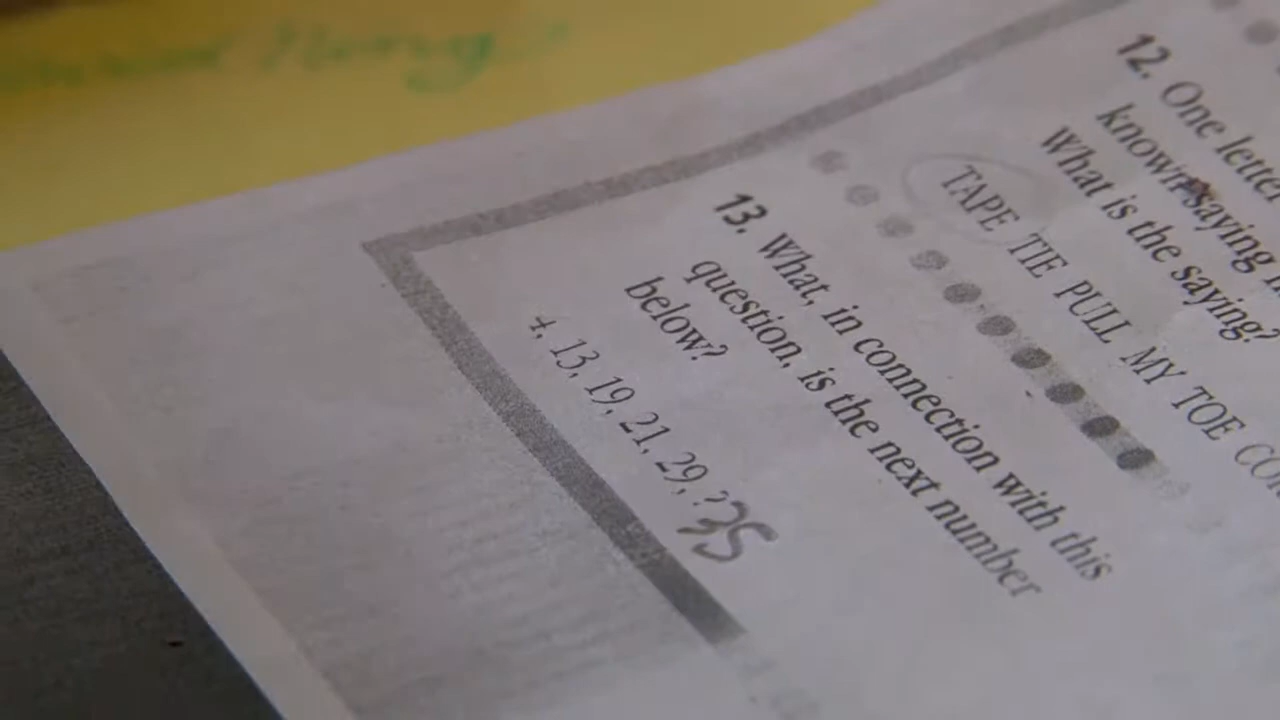 12. One letter
known saying
What is the saying?
TAPE TIE PULL MY TOE
13. What, in connection with this
question, is the next number
below?
4, 13, 19, 21, 29, ? 35